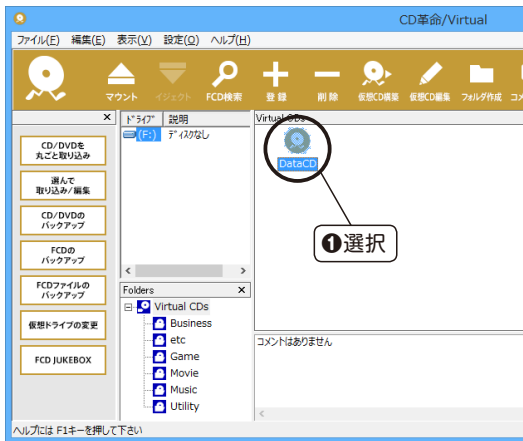 CD革命/Virtual
ファイル(F) 編集(E) 表示(V) 設定(O) ヘルプ(H)
マウント イジェクト FCD検索 登録 削除 仮想CD構築 仮想CD編集 フォルダ作成 コメ
ドライブ 説明
(F:) ディスクなし
CD/DVDを
丸ごと取り込み
選んで
取り込み/編集
CD/DVDの
バックアップ
FCDの
バックアップ
FCDファイルの
バックアップ
仮想ドライブの変更
FCD JUKEBOX
Folders
Virtual CDs
Business
etc
Game
Movie
Music
Utility
Virtual CDs
DataCD
❶選択
コメントはありません
ヘルプには F1キーを押して下さい